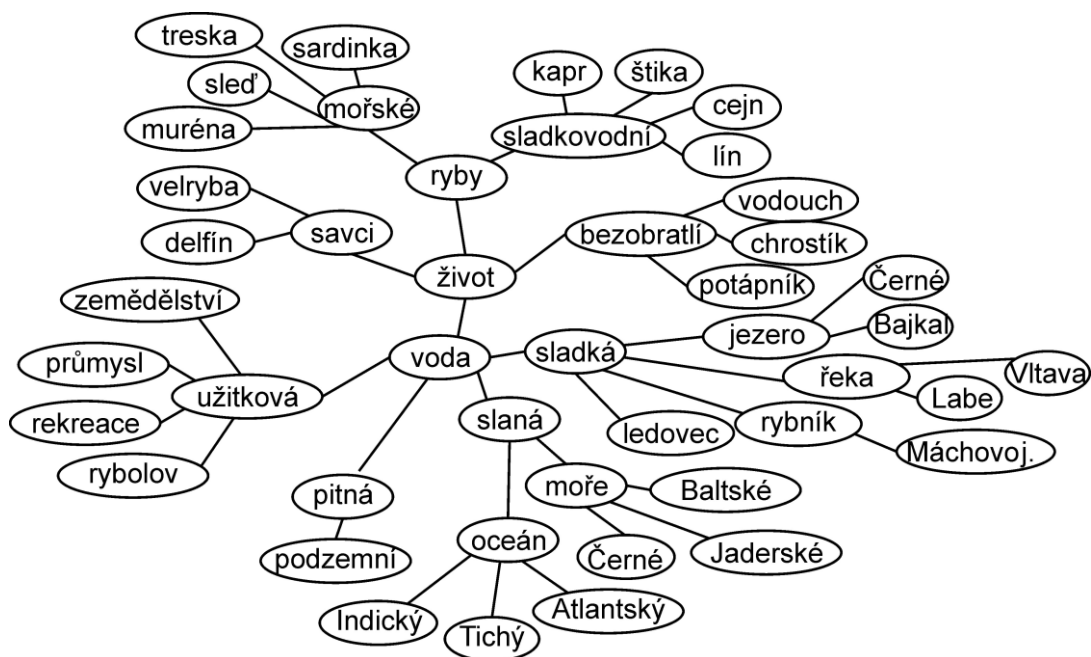 treska
sardinka
sleď
mořské
muréna
kapr
štika
cejn
sladkovodní
lín
ryby
velryba
savci
delfín
vodouch
bezobratlí
chrostík
život
potápník
Černé
zemědělství
jezero
Bajkal
voda
sladká
průmysl
řeka
Vltava
užitková
Labe
rekreace
slaná
ledovec
rybník
Máchovoj.
rybolov
pitná
moře
Baltské
podzemní
oceán
Černé
Jaderské
Indický
Tichý
Atlantský